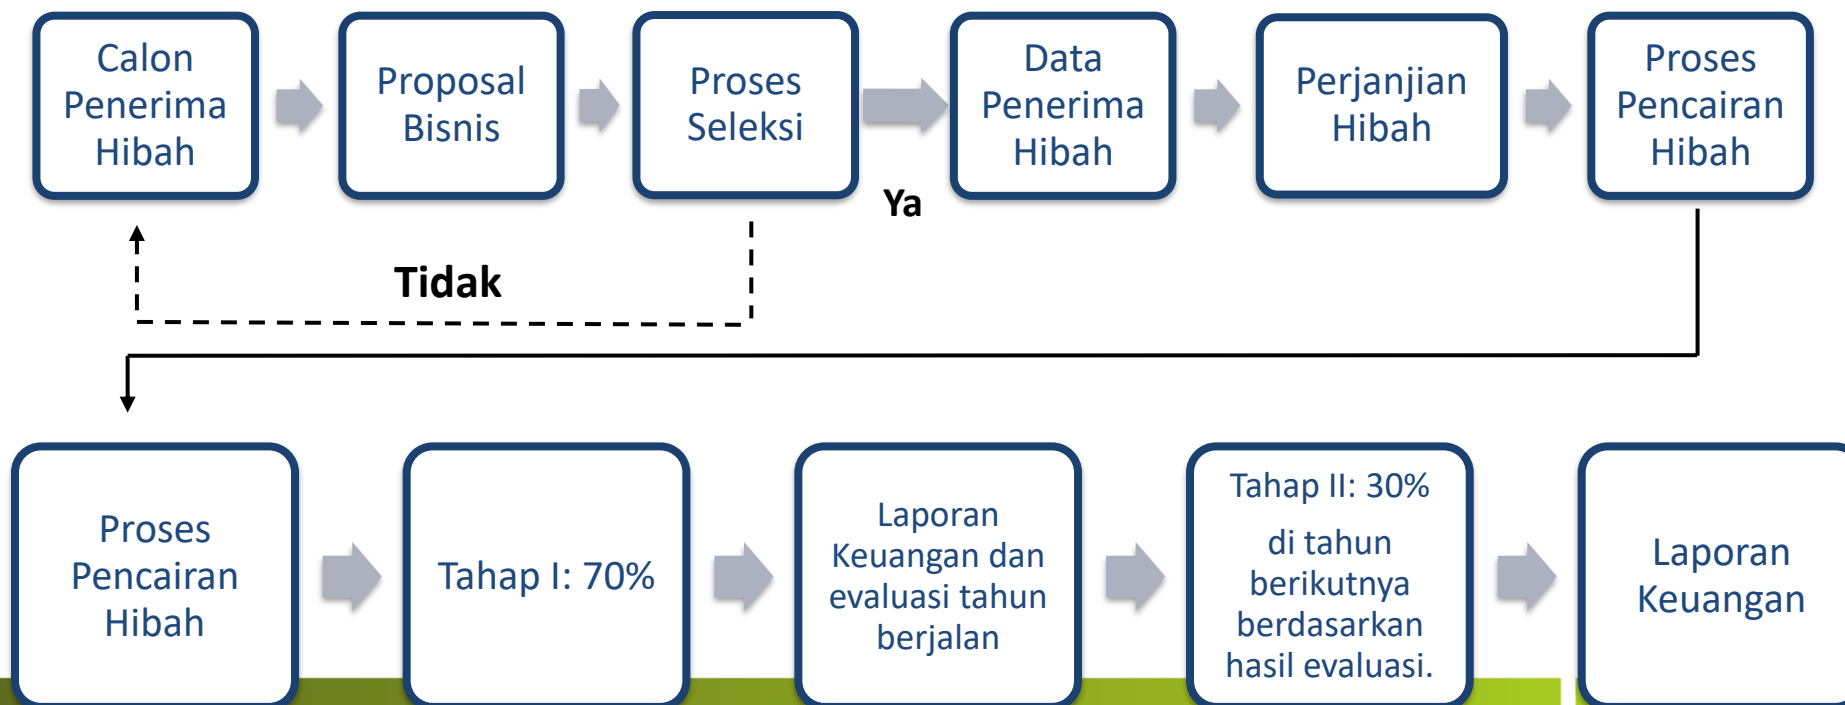 Calon
Penerima
Hibah
Proposal
Bisnis
Proses
Seleksi
Data
Penerima
Hibah
Perjanjian
Hibah
Proses
Pencairan
Hibah
Ya
Tidak
Proses
Pencairan
Hibah
Tahap I: 70%
Laporan
Keuangan dan
evaluasi tahun
berjalan
Tahap II: 30%
di tahun
berikutnya
berdasarkan
hasil evaluasi.
Laporan
Keuangan